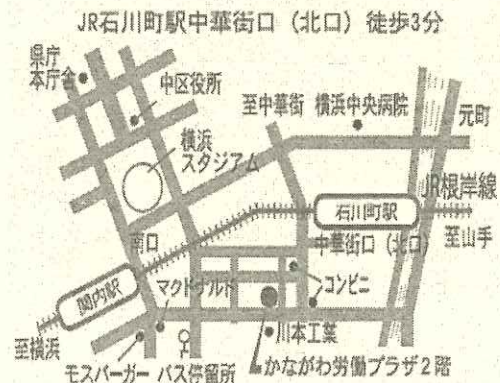 JR石川町駅中華街口（北口）徒歩3分
県庁
本庁舎
中区役所
至中華街
横浜中央病院
元町
横浜
スタジアム
JR根岸線
石川町駅
南口
中華街口（北口）
至山手
関内駅
マクドナルド
コンビニ
至横浜
川本工業
モスバーガー
バス停留所
かながわ労働プラザ2階